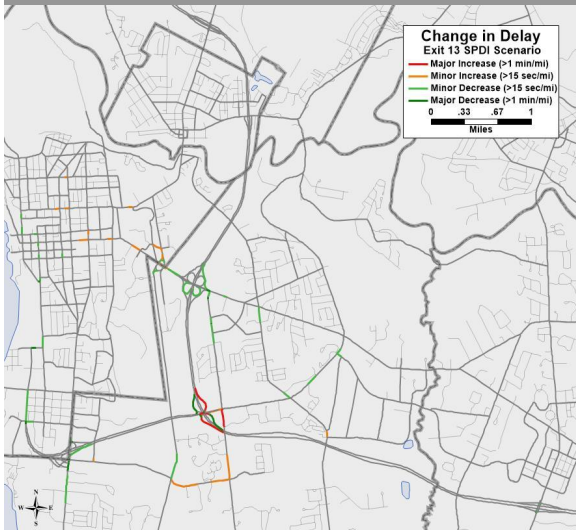 Change in Delay
Exit 13 SPDI Scenario
Major Increase (>1 min/mi)
Minor Increase (>15 sec/mi)
Minor Decrease (>15 sec/mi)
Major Decrease (>1 min/mi)
0 .33 .67 1
Miles
N
W E
S